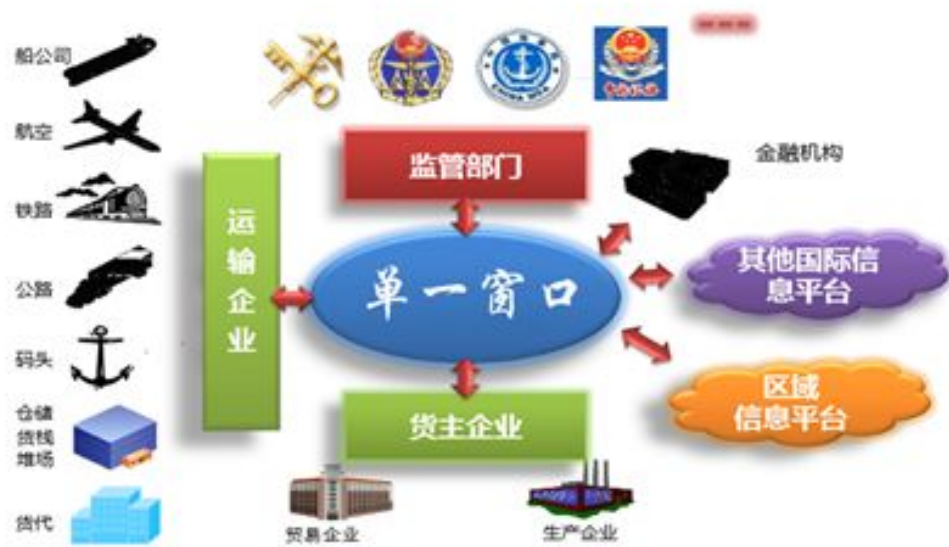 船公司
航空
铁路
公路
码头
仓储
货栈
堆场
货代
运
输
企
业
CHINA MSA
监管部门
单一窗口
货主企业
贸易企业
生产企业
金融机构
其他国际信
息平台
区域
信息平台